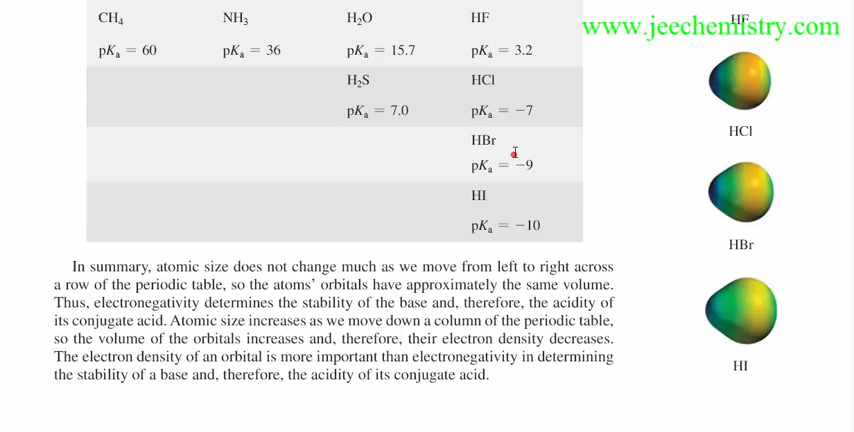 CH₄ NH₃ H₂O HF
pKₐ = 60 pKₐ = 36 pKₐ = 15.7 pKₐ = 3.2
H₂S HCl
pKₐ = 7.0 pKₐ = −7
HBr
pKₐ = −9
HI
pKₐ = −10
HF
www.jeechemistry.com
HCl
HBr
HI
In summary, atomic size does not change much as we move from left to right across
a row of the periodic table, so the atoms’ orbitals have approximately the same volume.
Thus, electronegativity determines the stability of the base and, therefore, the acidity of
its conjugate acid. Atomic size increases as we move down a column of the periodic table,
so the volume of the orbitals increases and, therefore, their electron density decreases.
The electron density of an orbital is more important than electronegativity in determining
the stability of a base and, therefore, the acidity of its conjugate acid.